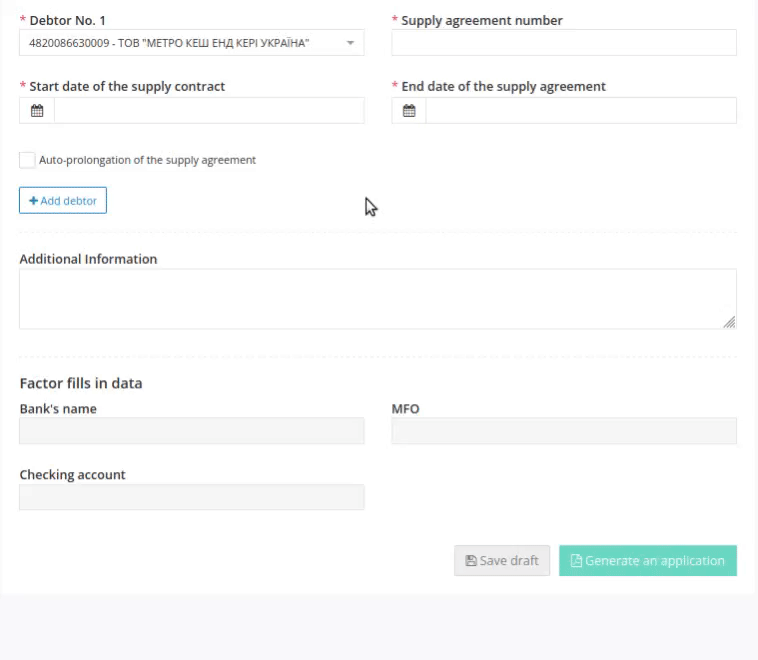 * Debtor No. 1
* Supply agreement number
4820086630009 - ТОВ "МЕТРО КЕШ ЕНД КЕРІ УКРАЇНА"
* Start date of the supply contract
* End date of the supply agreement
Auto-prolongation of the supply agreement
+ Add debtor
Additional Information
Factor fills in data
Bank's name
MFO
Checking account
Save draft
Generate an application